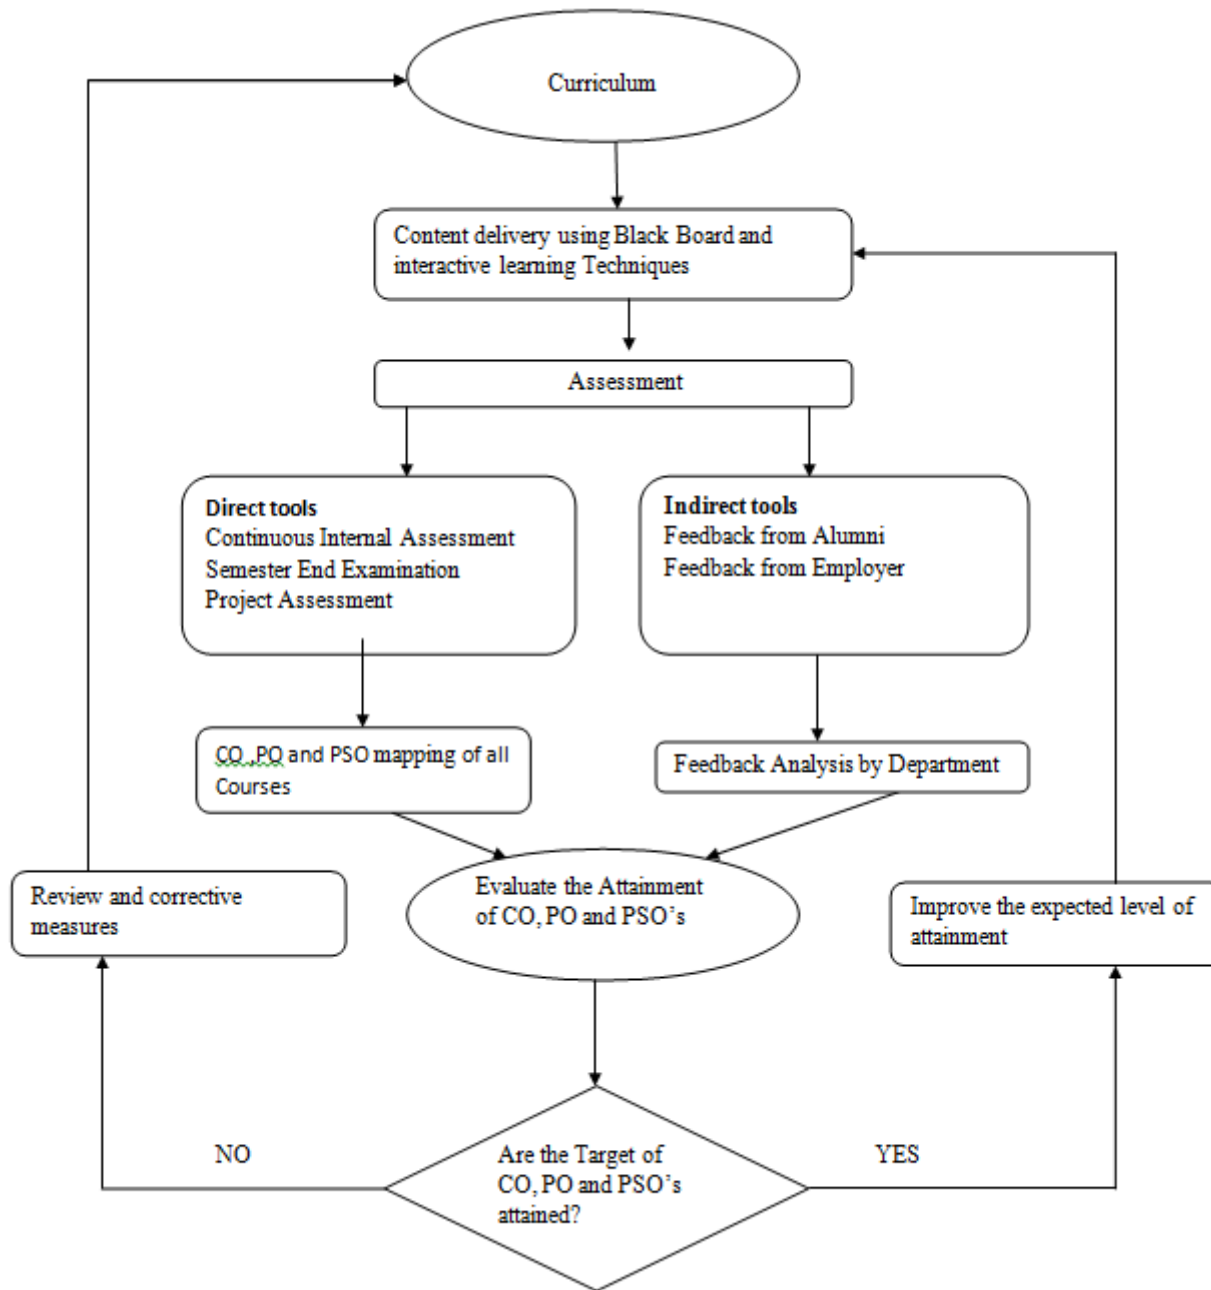 Curriculum
Content delivery using Black Board and
interactive learning Techniques
Assessment
Direct tools
Continuous Internal Assessment
Semester End Examination
Project Assessment
Indirect tools
Feedback from Alumni
Feedback from Employer
CO ,PO and PSO mapping of all
Courses
Feedback Analysis by Department
Evaluate the Attainment
of CO, PO and PSO’s
Review and corrective
measures
Improve the expected level of
attainment
Are the Target of
CO, PO and PSO’s
attained?
NO
YES